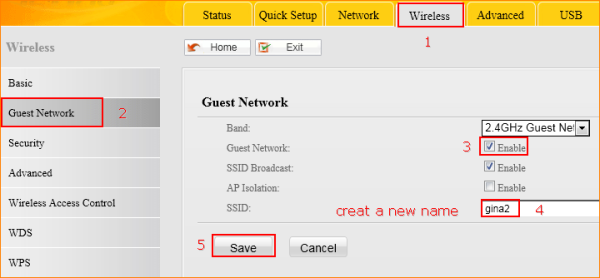 Status Quick Setup Network Wireless Advanced USB
1
Wireless
Home Exit
Basic
Guest Network 2
Security
Advanced
Wireless Access Control
WDS
WPS
Guest Network
Band: 2.4GHz Guest Net
Guest Network: 3 Enable
SSID Broadcast: Enable
AP Isolation: Enable
SSID: creat a new name gina2 4
5 Save Cancel